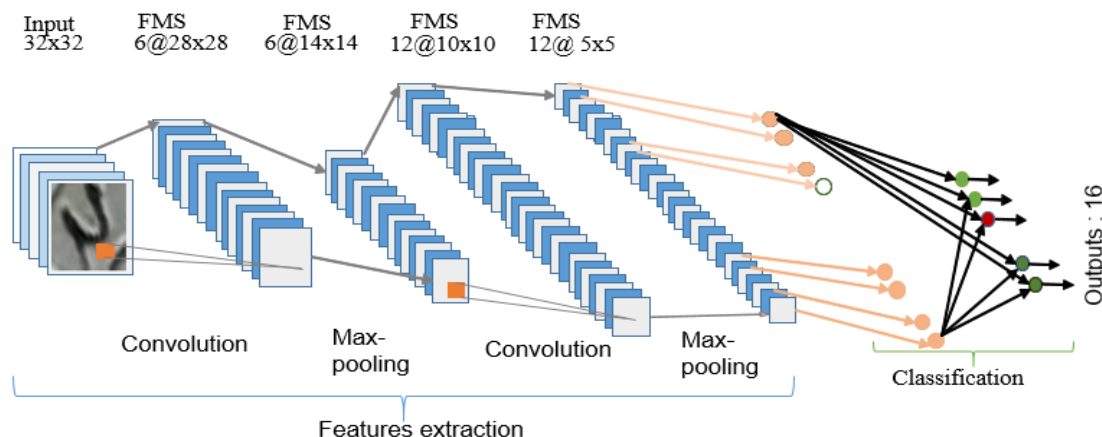 Input
32x32
FMS
6@28x28
FMS
6@14x14
FMS
12@10x10
FMS
12@ 5x5
Convolution
Max-
pooling
Convolution
Max-
pooling
Features extraction
Classification
Outputs : 16